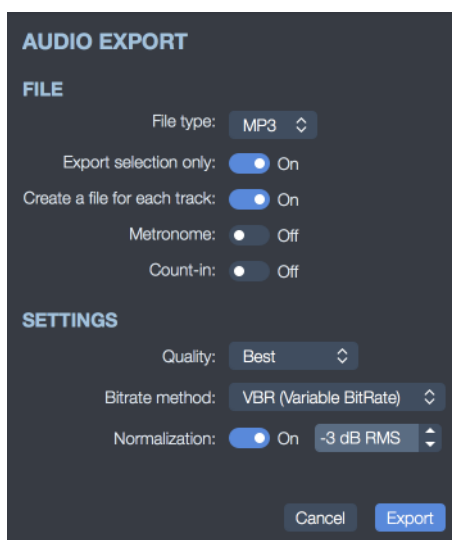 AUDIO EXPORT
FILE
File type: MP3
Export selection only: On
Create a file for each track: On
Metronome: Off
Count-in: Off
SETTINGS
Quality: Best
Bitrate method: VBR (Variable BitRate)
Normalization: On -3 dB RMS
Cancel Export